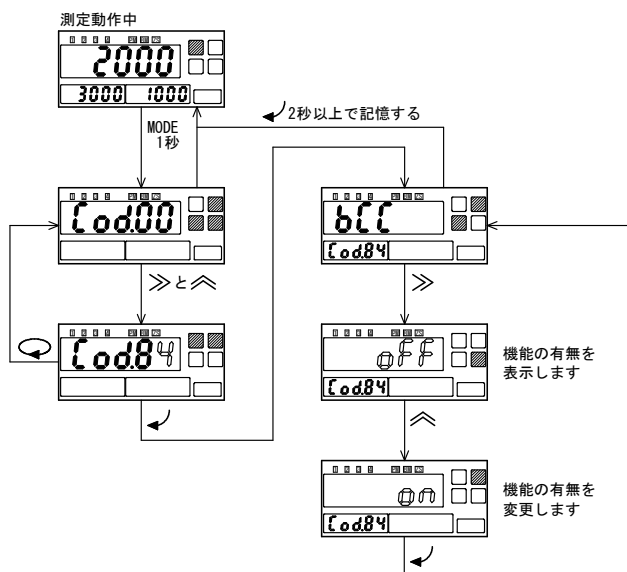 測定動作中
2000
3000 1000
MODE
1秒
2秒以上で記憶する
Cod.00
≫と︽
Cod.84
bCC
Cod.84
≫
oFF
Cod.84
機能の有無を
表示します
︽
on
Cod.84
機能の有無を
変更します